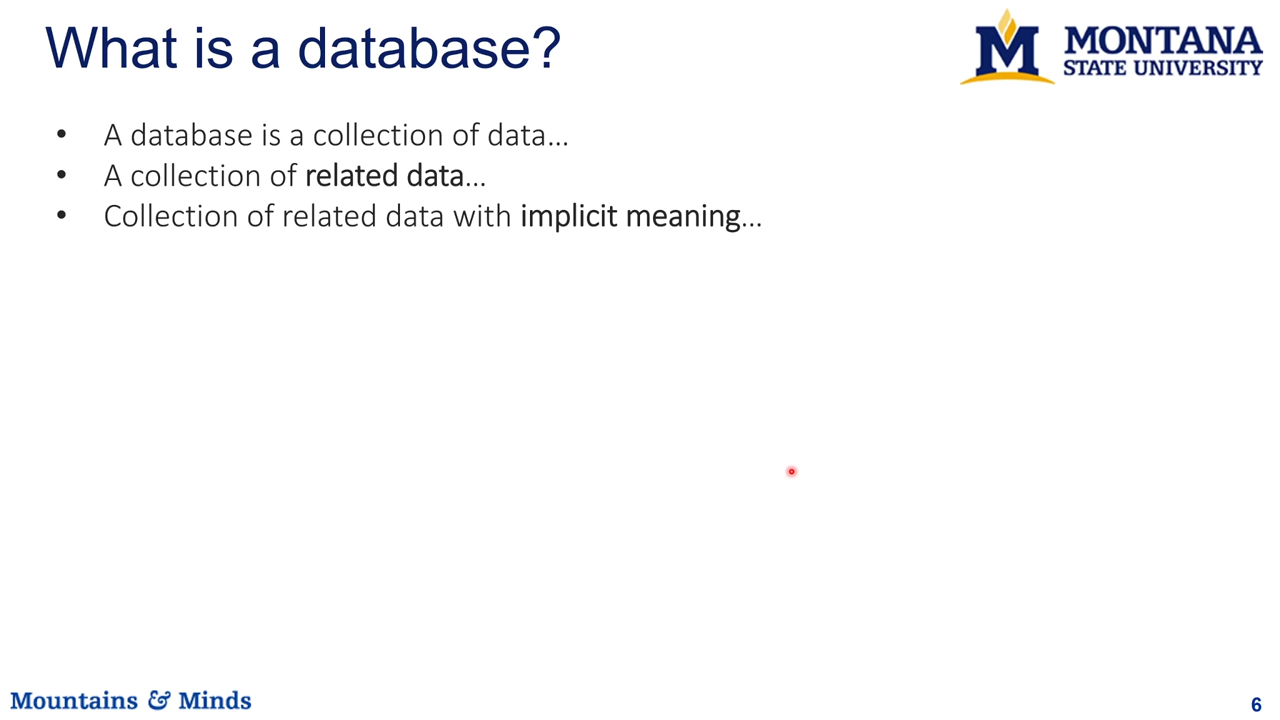 What is a database?
M MONTANA
STATE UNIVERSITY
• A database is a collection of data...
• A collection of related data...
• Collection of related data with implicit meaning...
Mountains & Minds
6